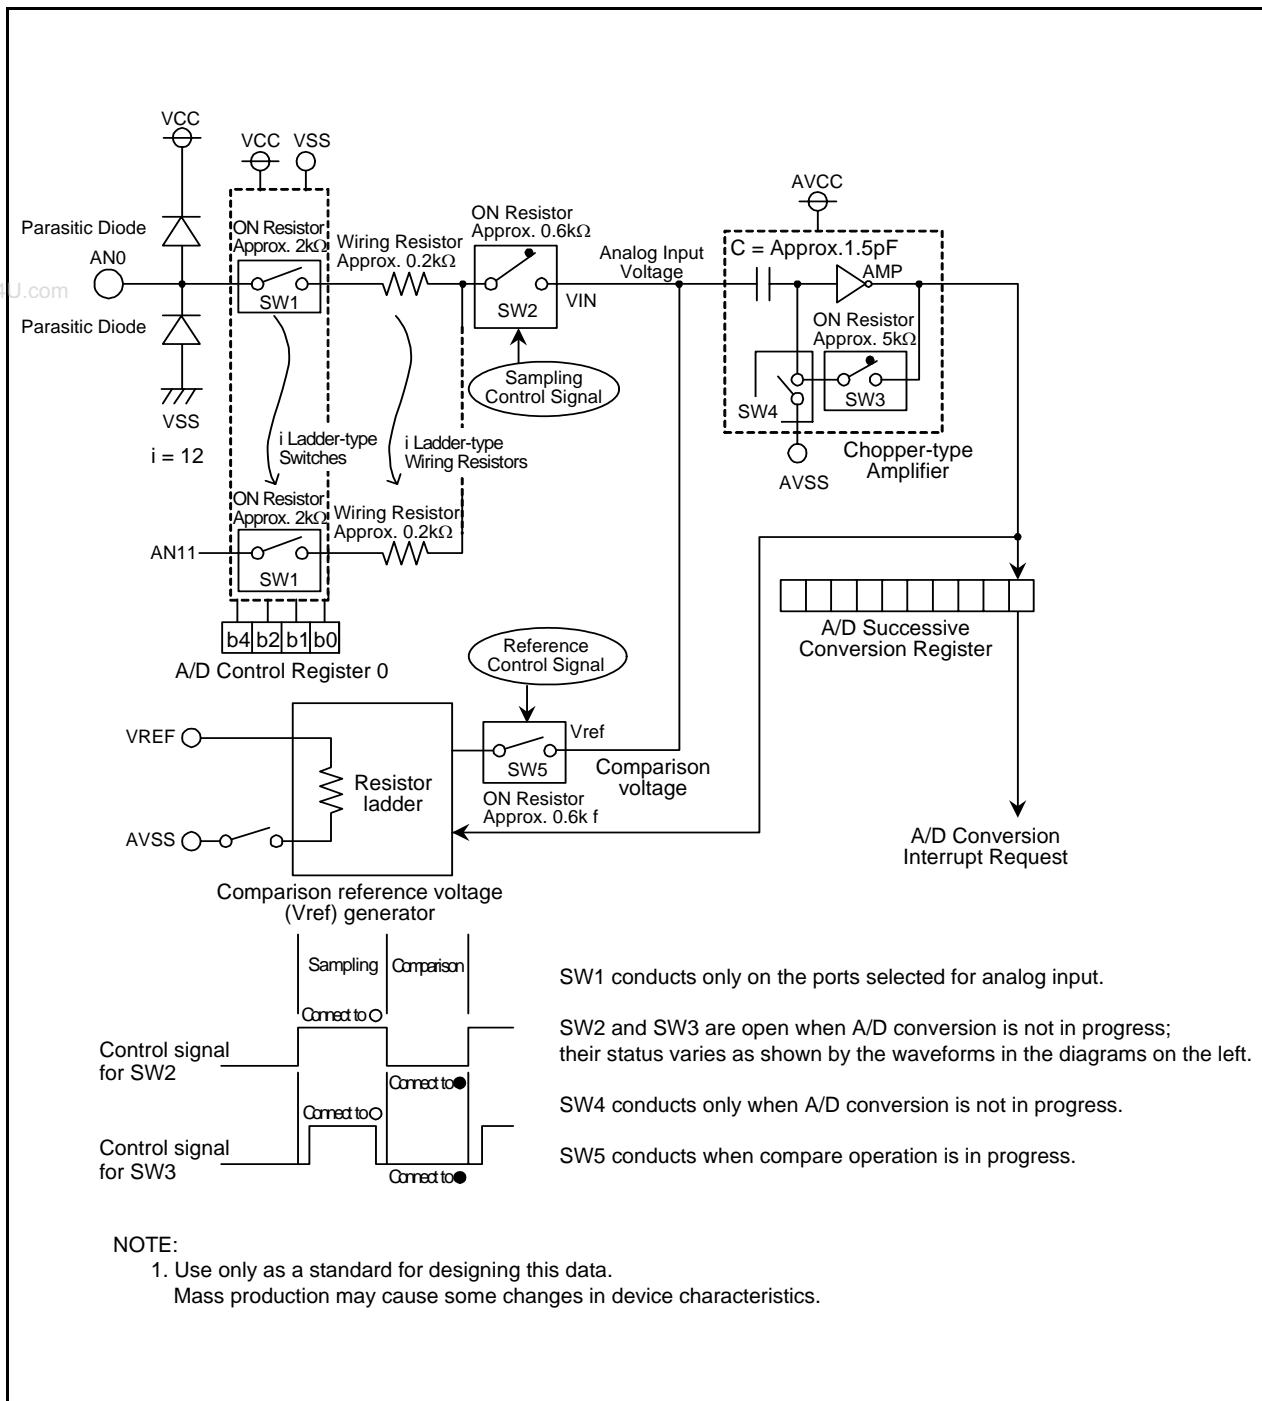 VCC
VCC
VSS
AVCC
Parasitic Diode
AN0
4U.com
Parasitic Diode
VSS
i = 12
ON Resistor
Approx. 2kΩ
SW1
Wiring Resistor
Approx. 0.2kΩ
ON Resistor
Approx. 0.6kΩ
SW2
VIN
Analog Input
Voltage
Sampling
Control Signal
C = Approx.1.5pF
AMP
ON Resistor
Approx. 5kΩ
SW3
SW4
AVSS
Chopper-type
Amplifier
i Ladder-type
Switches
i Ladder-type
Wiring Resistors
ON Resistor
Approx. 2kΩ
Wiring Resistor
Approx. 0.2kΩ
AN11
SW1
b4 b2 b1 b0
A/D Control Register 0
A/D Successive
Conversion Register
Reference
Control Signal
VREF
AVSS
Resistor
ladder
Vref
SW5
ON Resistor
Approx. 0.6k f
Comparison
voltage
A/D Conversion
Interrupt Request
Comparison reference voltage
(Vref) generator
Sampling
Comparison
Connect to
Control signal
for SW2
Connect to
Connect to
Control signal
for SW3
Connect to
SW1 conducts only on the ports selected for analog input.
SW2 and SW3 are open when A/D conversion is not in progress;
their status varies as shown by the waveforms in the diagrams on the left.
SW4 conducts only when A/D conversion is not in progress.
SW5 conducts when compare operation is in progress.
NOTE:
1. Use only as a standard for designing this data.
Mass production may cause some changes in device characteristics.